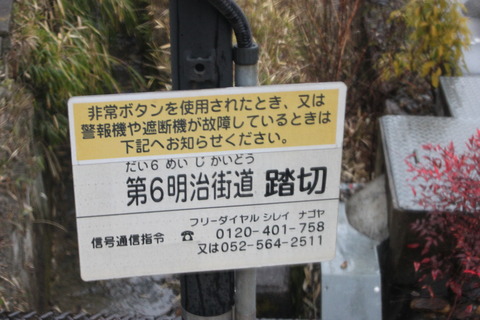 非常ボタンを使用されたとき、又は
警報機や遮断機が故障しているときは
下記へお知らせください。
だい6 めい じ かいどう
第6明治街道 踏切
フリーダイヤル シレイ ナゴヤ
信号通信指令 ☎ 0120-401-758
又は052-564-2511